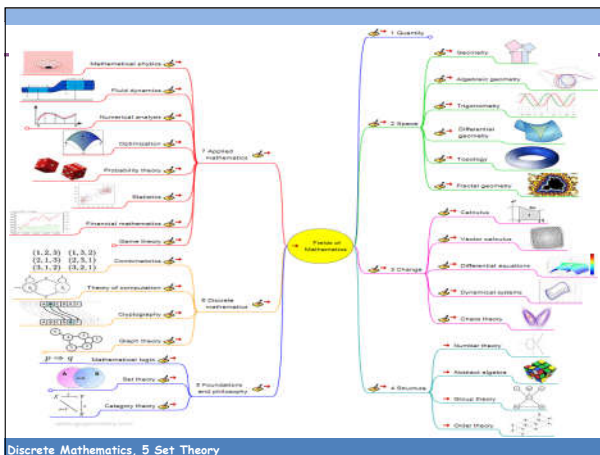 1 Quantity
Geometry
Algebraic geometry
Trigonometry
2 Space
Differential
geometry
Topology
Fractal geometry
Calculus
Vector calculus
3 Change
Differential equations
Dynamical systems
Chaos theory
Number theory
Abstract algebra
4 Structure
Group theory
Order theory
Fields of
Mathematics
Mathematical physics
Fluid dynamics
Numerical analysis
Optimization
7 Applied
mathematics
Probability theory
Statistics
Financial mathematics
Game theory
(1,2,3) (1,3,2)
(2,1,3) (2,3,1)
(3,1,2) (3,2,1)
Combinatorics
Theory of computation
6 Discrete
mathematics
Cryptography
Graph theory
p ⇒ q
Mathematical logic
A B
Set theory
5 Foundations
and philosophy
Category theory
Discrete Mathematics, 5 Set Theory